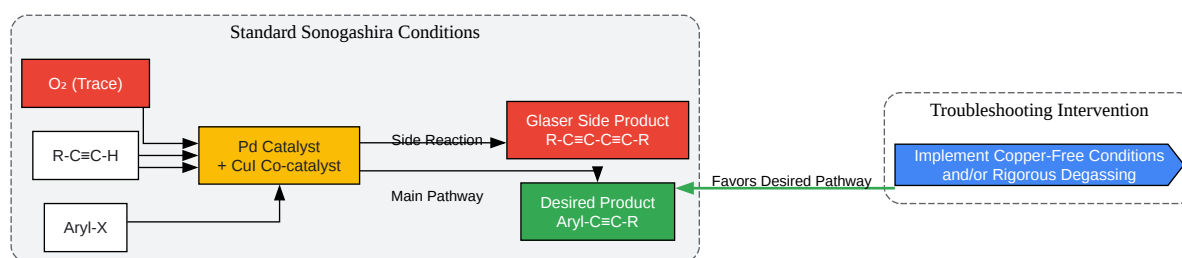 Standard Sonogashira Conditions
O₂ (Trace)
R-C≡C-H
Aryl-X
Pd Catalyst
+ CuI Co-catalyst
Side Reaction
Main Pathway
Glaser Side Product
R-C≡C-C≡C-R
Desired Product
Aryl-C≡C-R
Favors Desired Pathway
Troubleshooting Intervention
Implement Copper-Free Conditions
and/or Rigorous Degassing